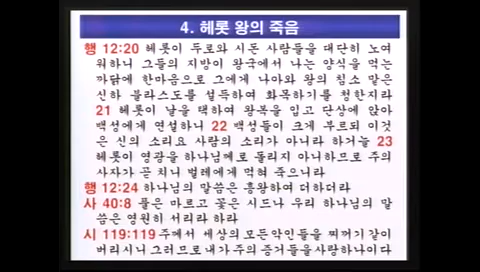 4. 헤롯 왕의 죽음
행 12:20 헤롯이 두로와 시돈 사람들을 대단히 노여
워하니 그들의 지방이 왕국에서 나는 양식을 먹는
까닭에 한마음으로 그에게 나아와 왕의 침소 맡은
신하 블라스도를 설득하여 화목하기를 청한지라
21 헤롯이 날을 택하여 왕복을 입고 단상에 앉아
백성에게 연설하니 22 백성들이 크게 부르되 이것
은 신의 소리요 사람의 소리가 아니라 하거늘 23
헤롯이 영광을 하나님께로 돌리지 아니하므로 주의
사자가 곧 치니 벌레에게 먹혀 죽으니라
행 12:24 하나님의 말씀은 흥왕하여 더하더라
사 40:8 풀은 마르고 꽃은 시드나 우리 하나님의 말
씀은 영원히 서리라 하라
시 119:119 주께서 세상의 모든악인들을 찌꺼기같이
버리시니 그러므로내가 주의 증거들을사랑하나이다